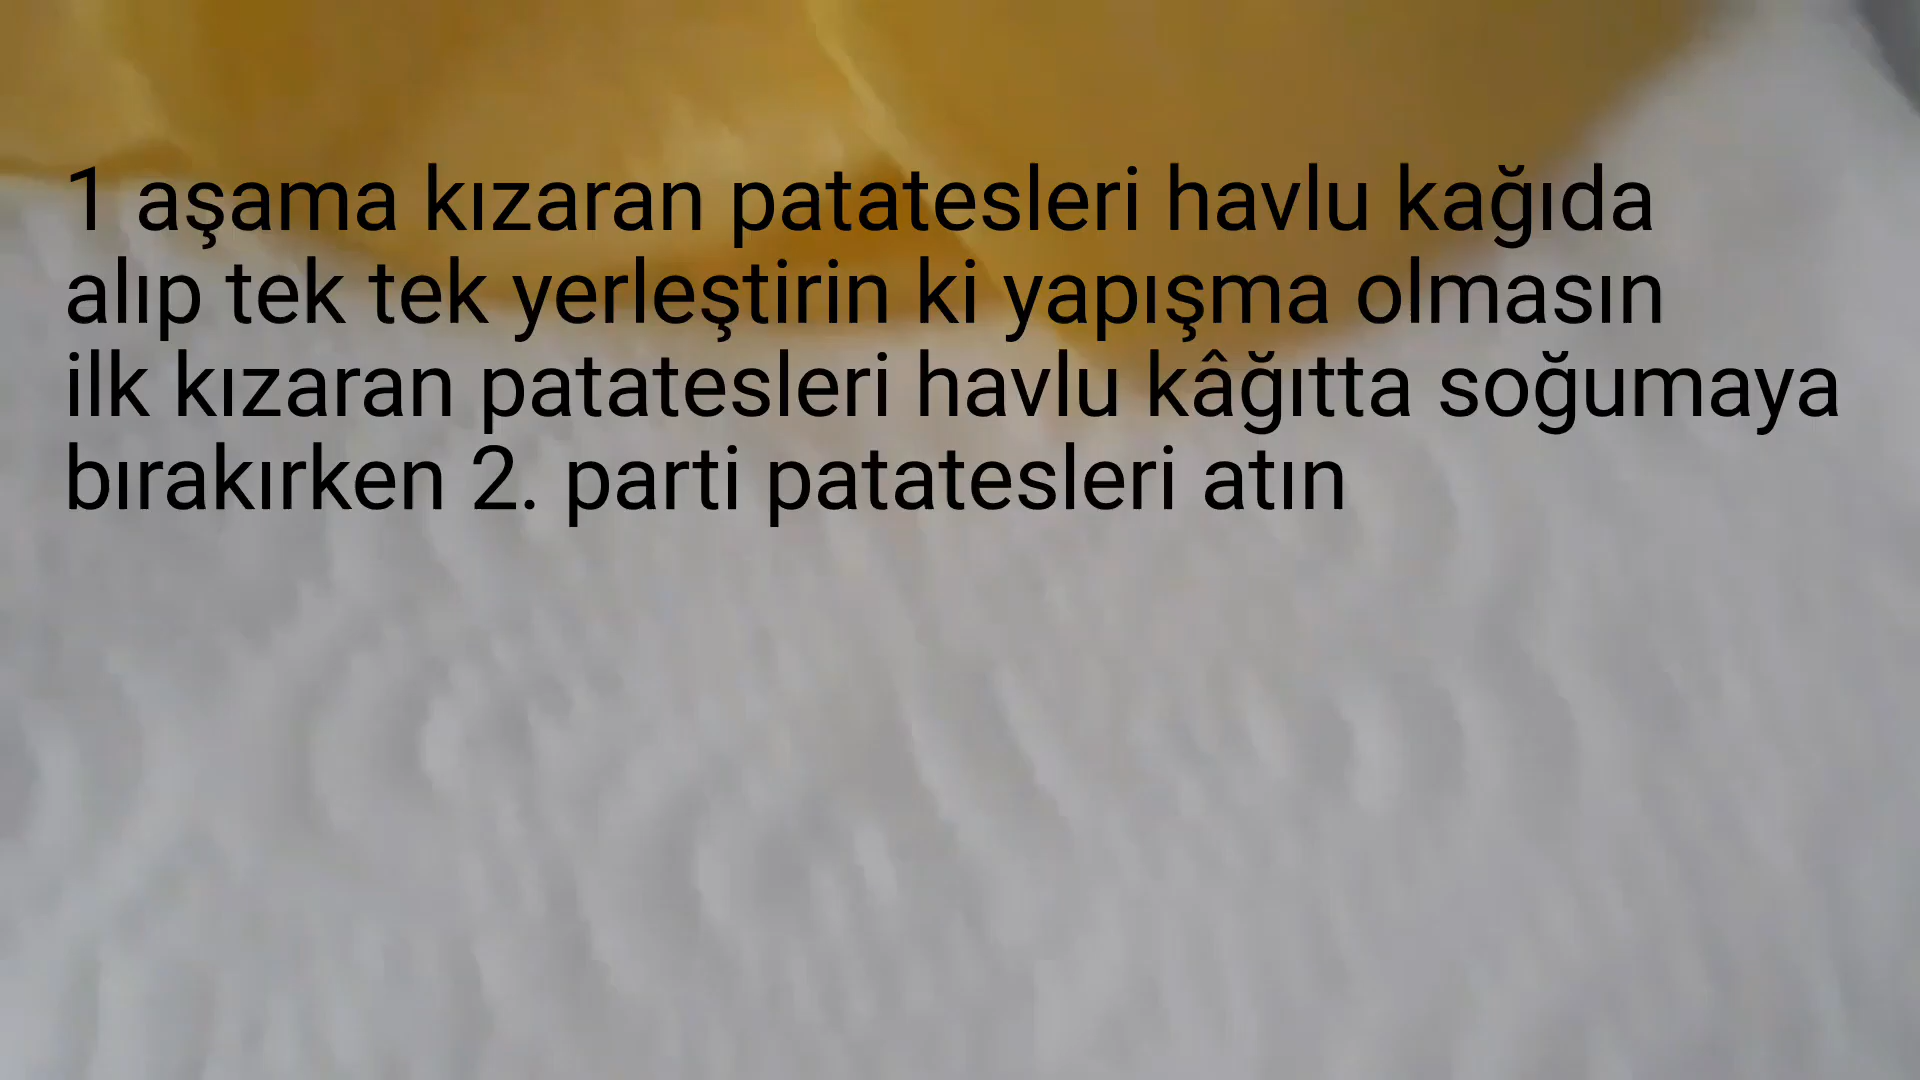 1 aşama kızaran patatesleri havlu kağıda
alıp tek tek yerleştirin ki yapışma olmasın
ilk kızaran patatesleri havlu kâğıtta soğumaya
bırakırken 2. parti patatesleri atın